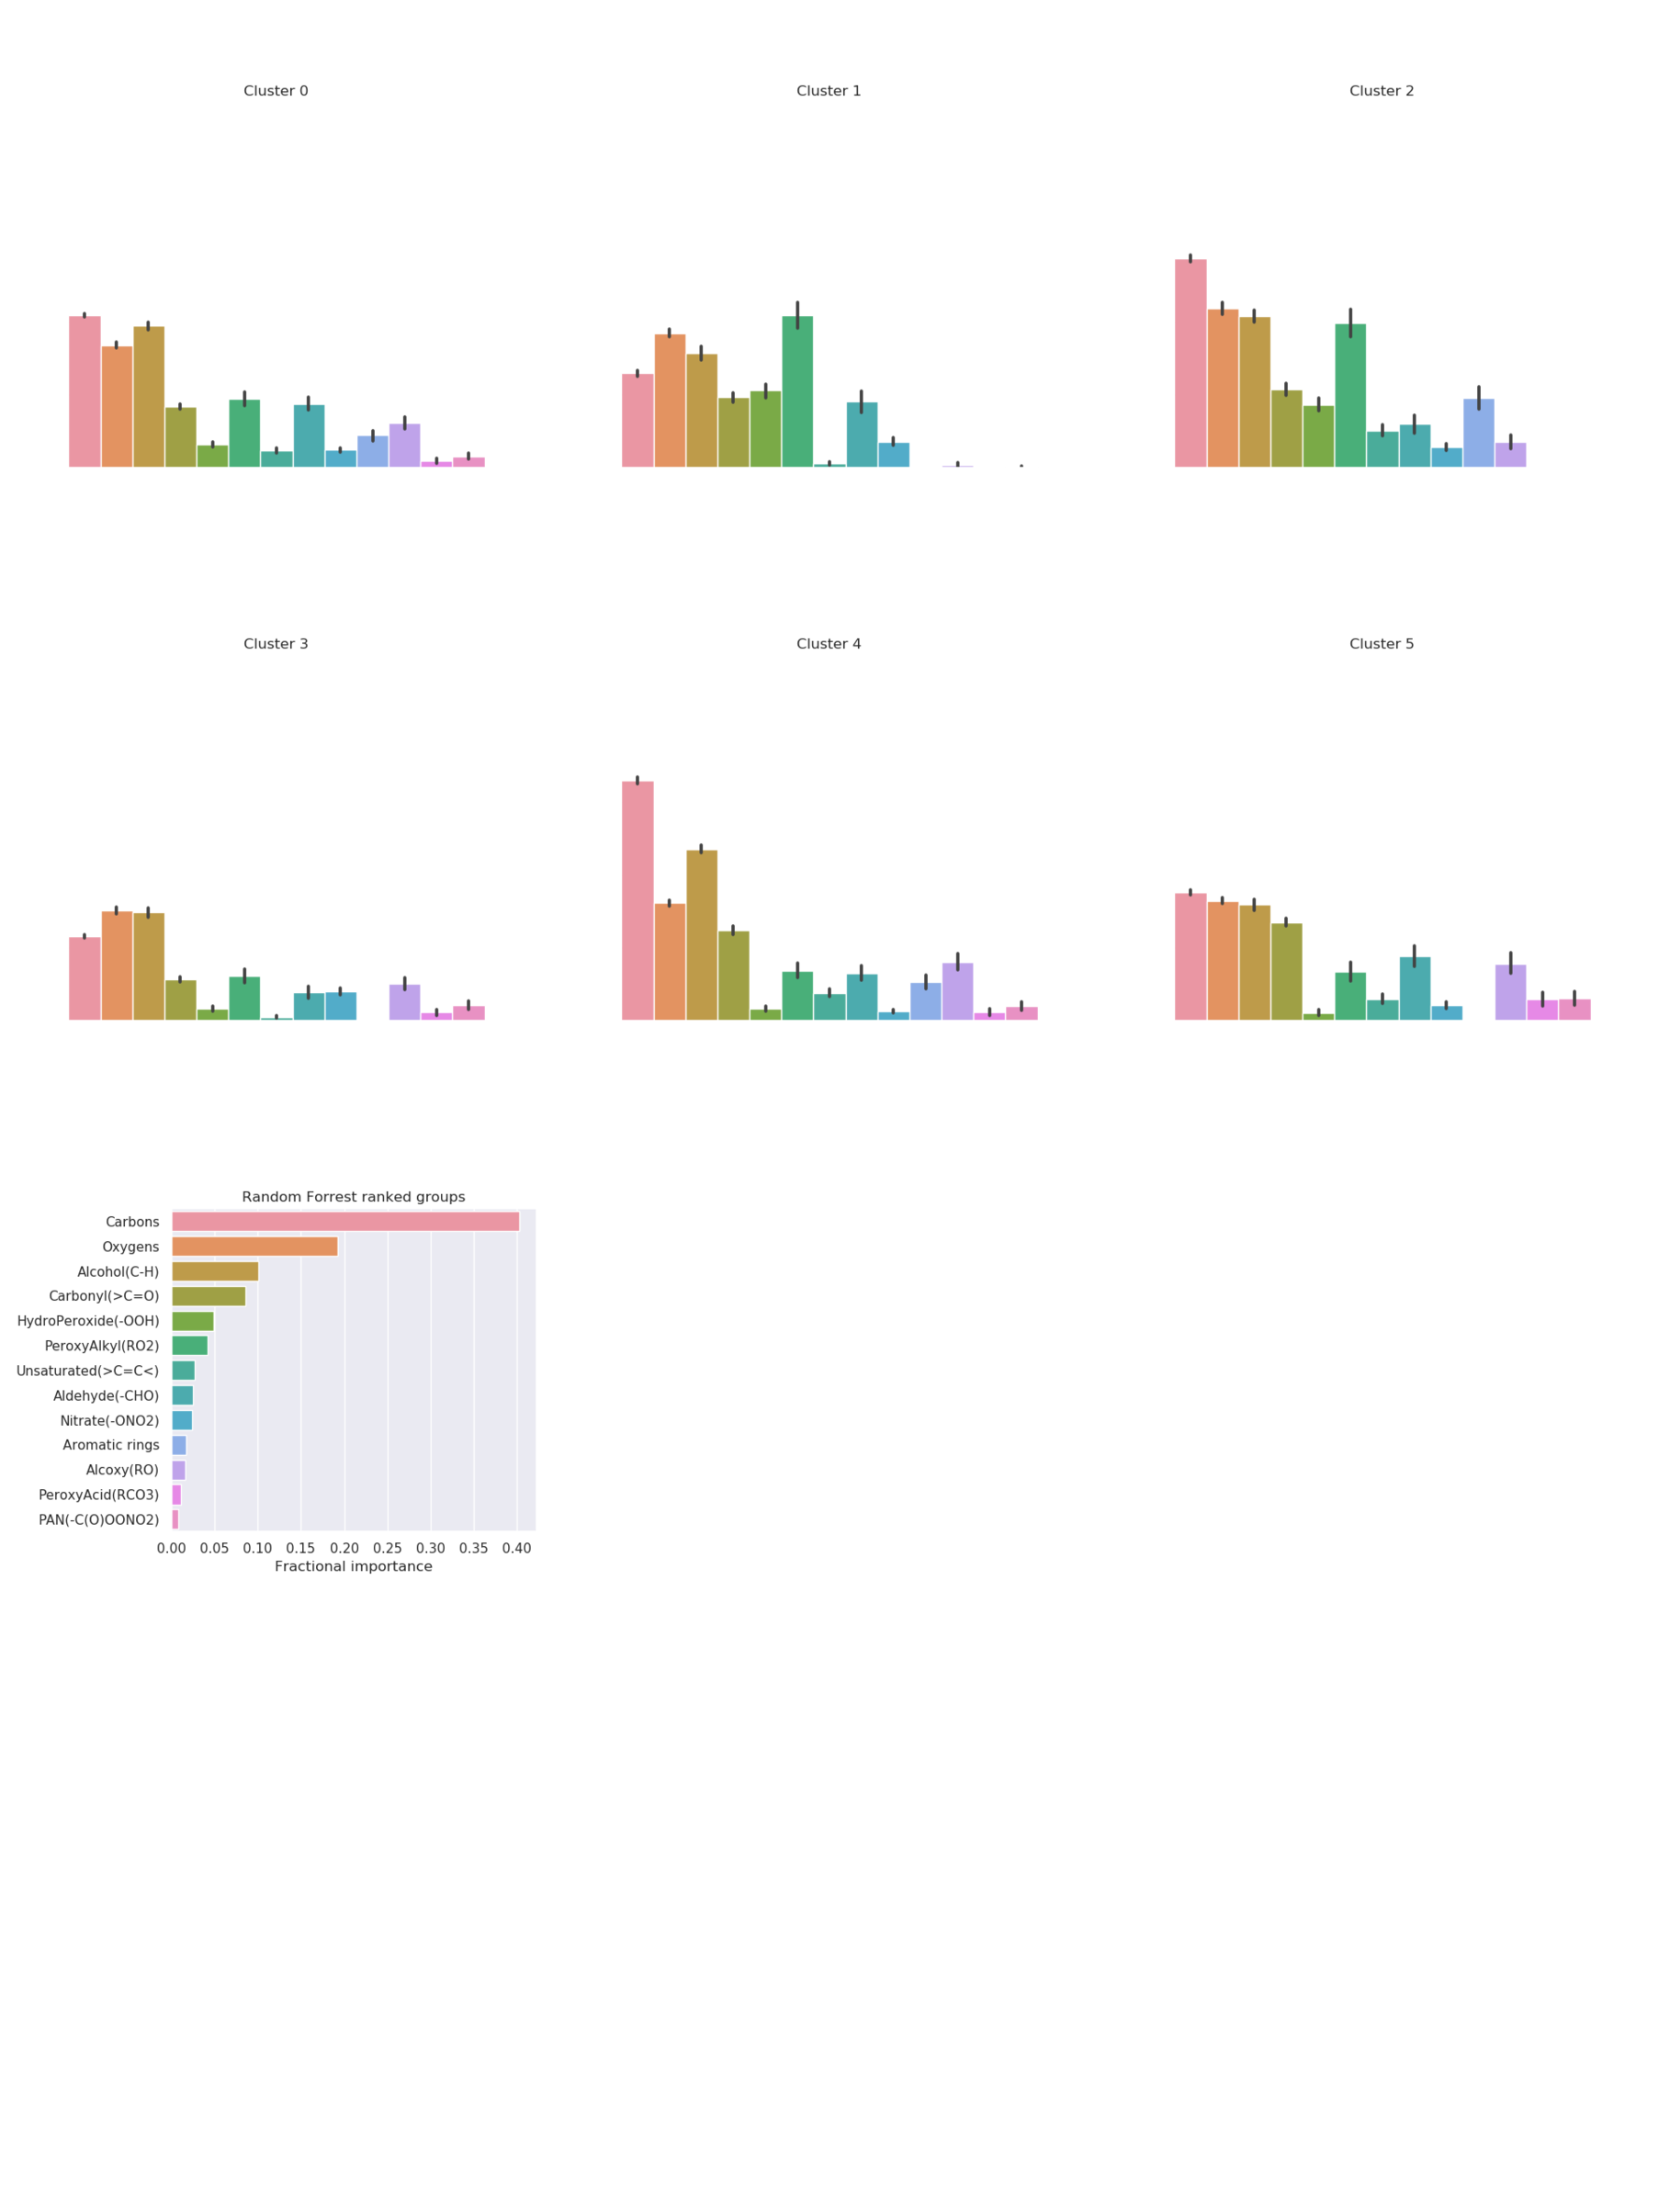 Cluster 0
Cluster 1
Cluster 2
Cluster 3
Cluster 4
Cluster 5
Random Forrest ranked groups
Carbons
Oxygens
Alcohol(C-H)
Carbonyl(>C=O)
HydroPeroxide(-OOH)
PeroxyAlkyl(RO2)
Unsaturated(>C=C<)
Aldehyde(-CHO)
Nitrate(-ONO2)
Aromatic rings
Alcoxy(RO)
PeroxyAcid(RCO3)
PAN(-C(O)OONO2)
0.00 0.05 0.10 0.15 0.20 0.25 0.30 0.35 0.40
Fractional importance